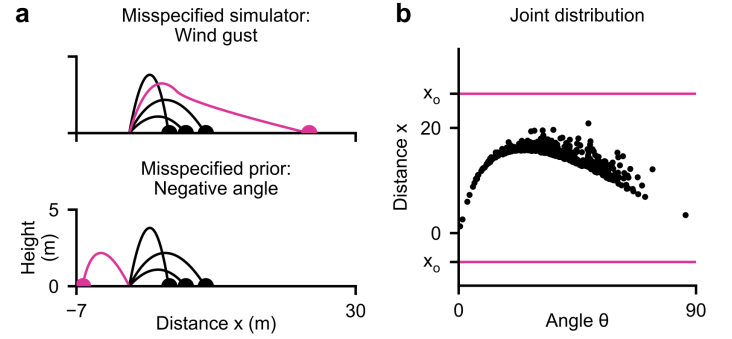 a
Misspecified simulator:
Wind gust
Misspecified prior:
Negative angle
5
Height
(m)
0
−7
30
Distance x (m)
b
Joint distribution
xo
20
Distance x
0
xo
0
90
Angle θ